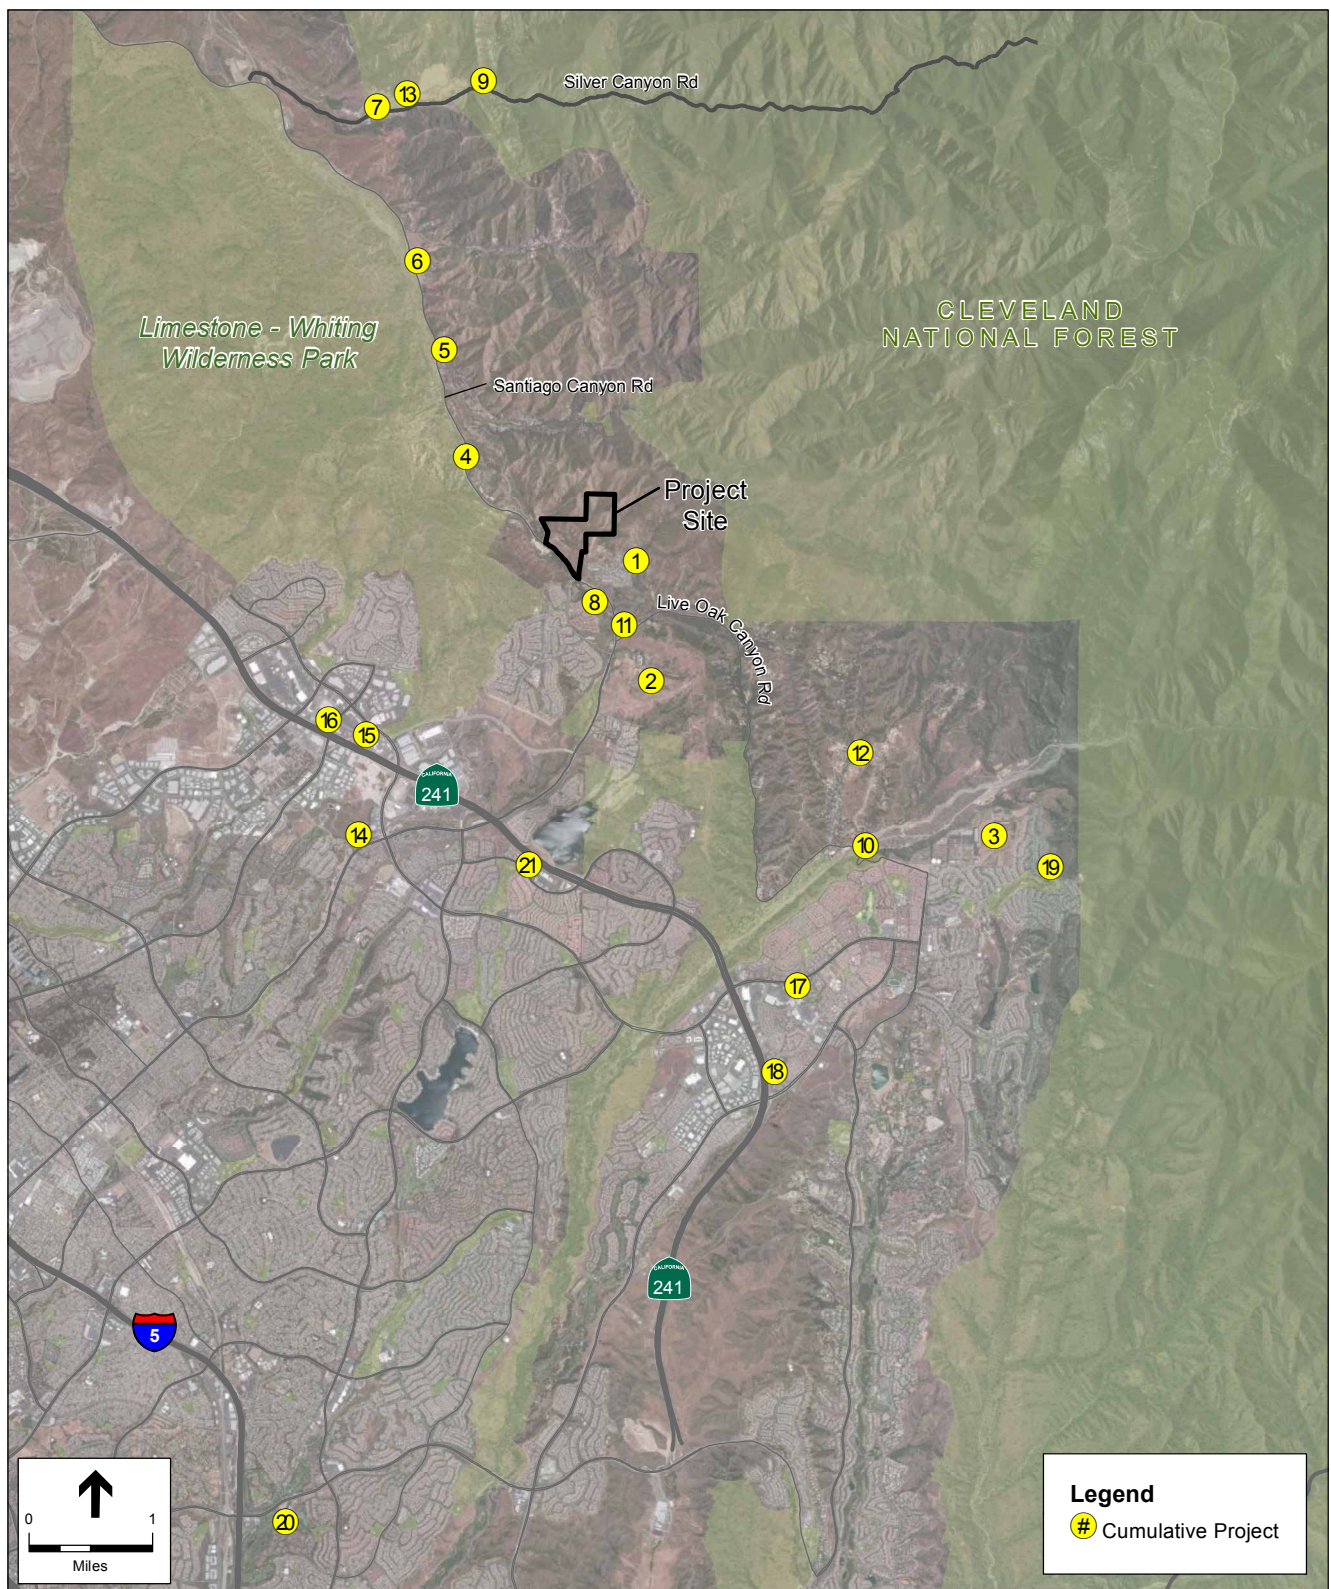 Silver Canyon Rd
9
13
7
6
Limestone - Whiting
Wilderness Park
CLEVELAND
NATIONAL FOREST
5
Santiago Canyon Rd
4
Project
Site
1
8
Live Oak Canyon Rd
11
2
16
15
12
CALIFORNIA
241
14
21
10
3
19
17
18
CALIFORNIA
241
5
20
0 1
Miles
Legend
# Cumulative Project